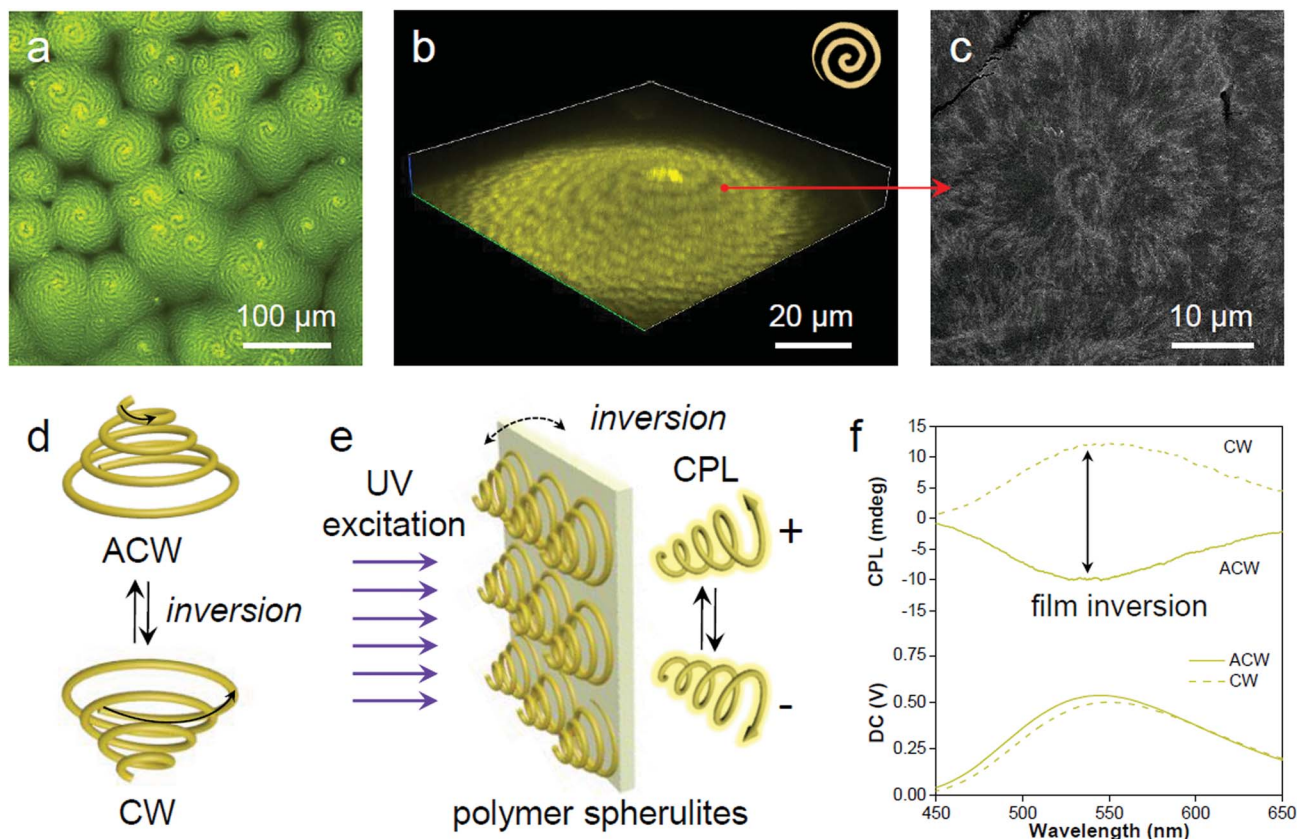 a
100 µm
b
20 µm
c
10 µm
d
ACW
inversion
CW
e
inversion
UV
excitation
CPL
+
-
polymer spherulites
f
CPL (mdeg)
15
10
5
0
-5
-10
-15
CW
ACW
film inversion
DC (V)
0.75
0.50
0.25
0.00
ACW
CW
450
500
550
600
650
Wavelength (nm)